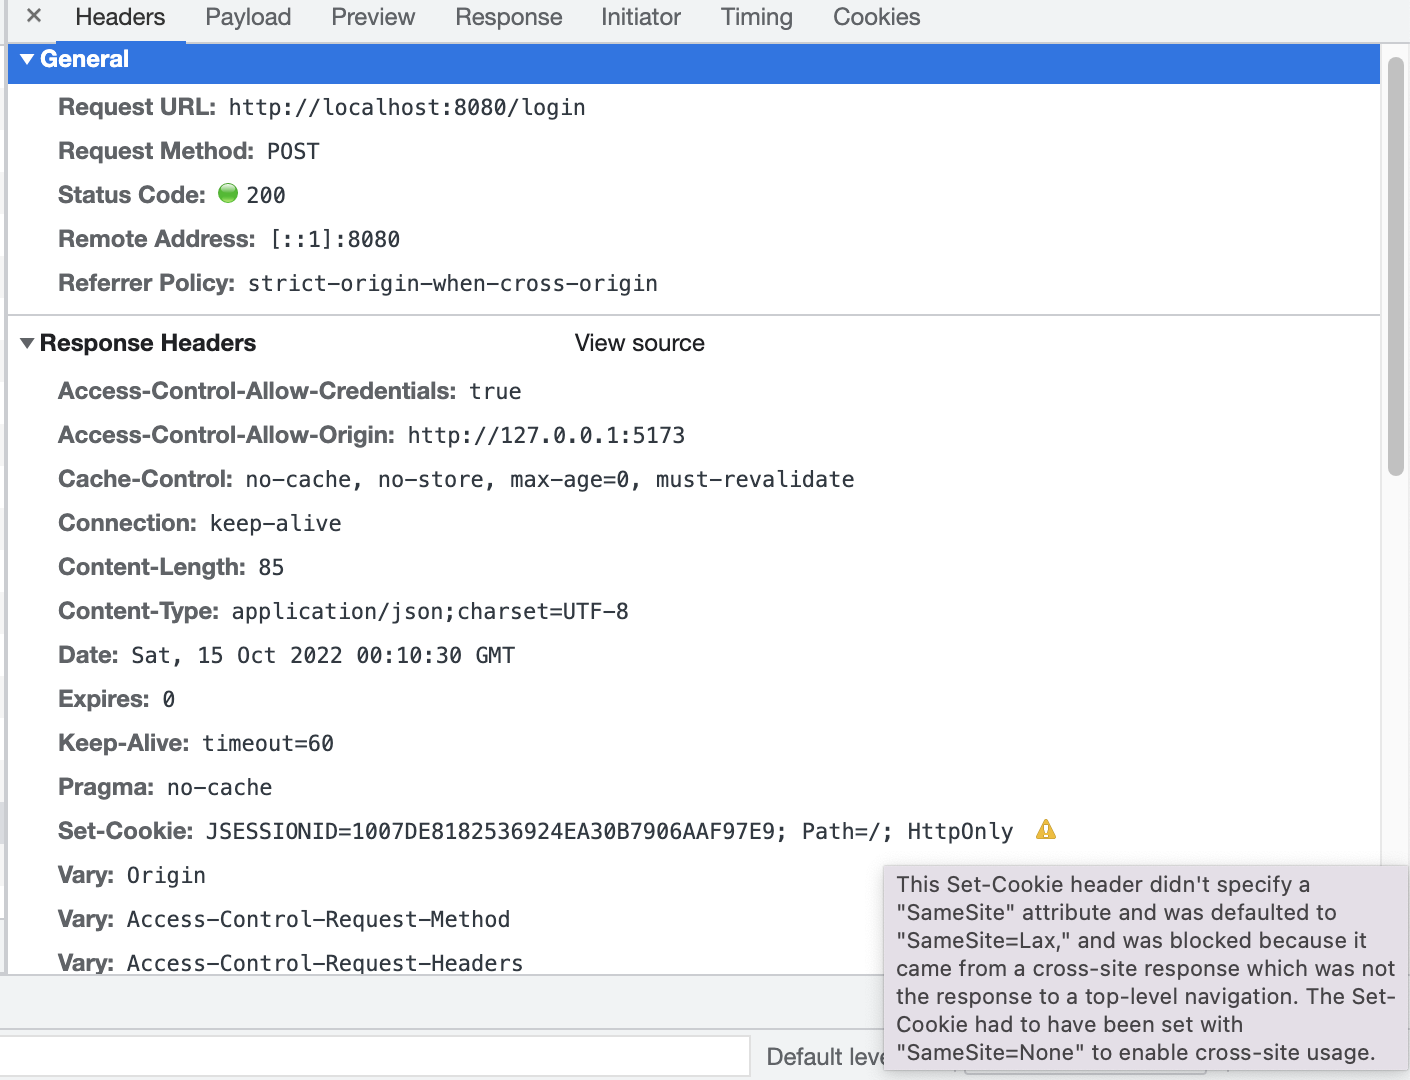 × Headers Payload Preview Response Initiator Timing Cookies
▼ General
Request URL: http://localhost:8080/login
Request Method: POST
Status Code: 200
Remote Address: [::1]:8080
Referrer Policy: strict-origin-when-cross-origin
▼ Response Headers View source
Access-Control-Allow-Credentials: true
Access-Control-Allow-Origin: http://127.0.0.1:5173
Cache-Control: no-cache, no-store, max-age=0, must-revalidate
Connection: keep-alive
Content-Length: 85
Content-Type: application/json;charset=UTF-8
Date: Sat, 15 Oct 2022 00:10:30 GMT
Expires: 0
Keep-Alive: timeout=60
Pragma: no-cache
Set-Cookie: JSESSIONID=1007DE8182536924EA30B7906AAF97E9; Path=/; HttpOnly
Vary: Origin
Vary: Access-Control-Request-Method
Vary: Access-Control-Request-Headers
This Set-Cookie header didn't specify a
"SameSite" attribute and was defaulted to
"SameSite=Lax," and was blocked because it
came from a cross-site response which was not
the response to a top-level navigation. The Set-
Cookie had to have been set with
"SameSite=None" to enable cross-site usage.
Default leve